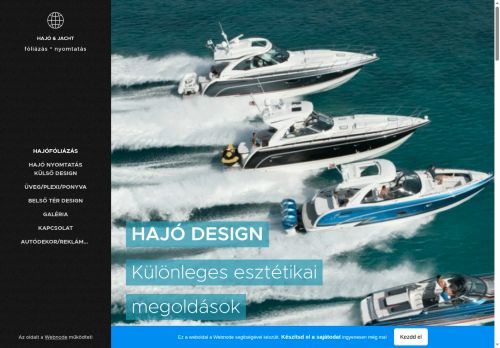 HAJÓ & JACHT
fóliázás * nyomtatás
HAJÓFÓLIÁZÁS
HAJÓ NYOMTATÁS
KÜLSŐ DESIGN
ÜVEG/PLEXI/PONYVA
BELSŐ TÉR DESIGN
GALÉRIA
KAPCSOLAT
AUTÓDEKOR/REKLÁM...
Az oldalt a Webnode működteti
HAJÓ DESIGN
Különleges esztétikai
megoldások
Ez a weboldal a Webnode segítségével készült. Készítsd el a sajátodat ingyenesen még ma!
Kezdd el